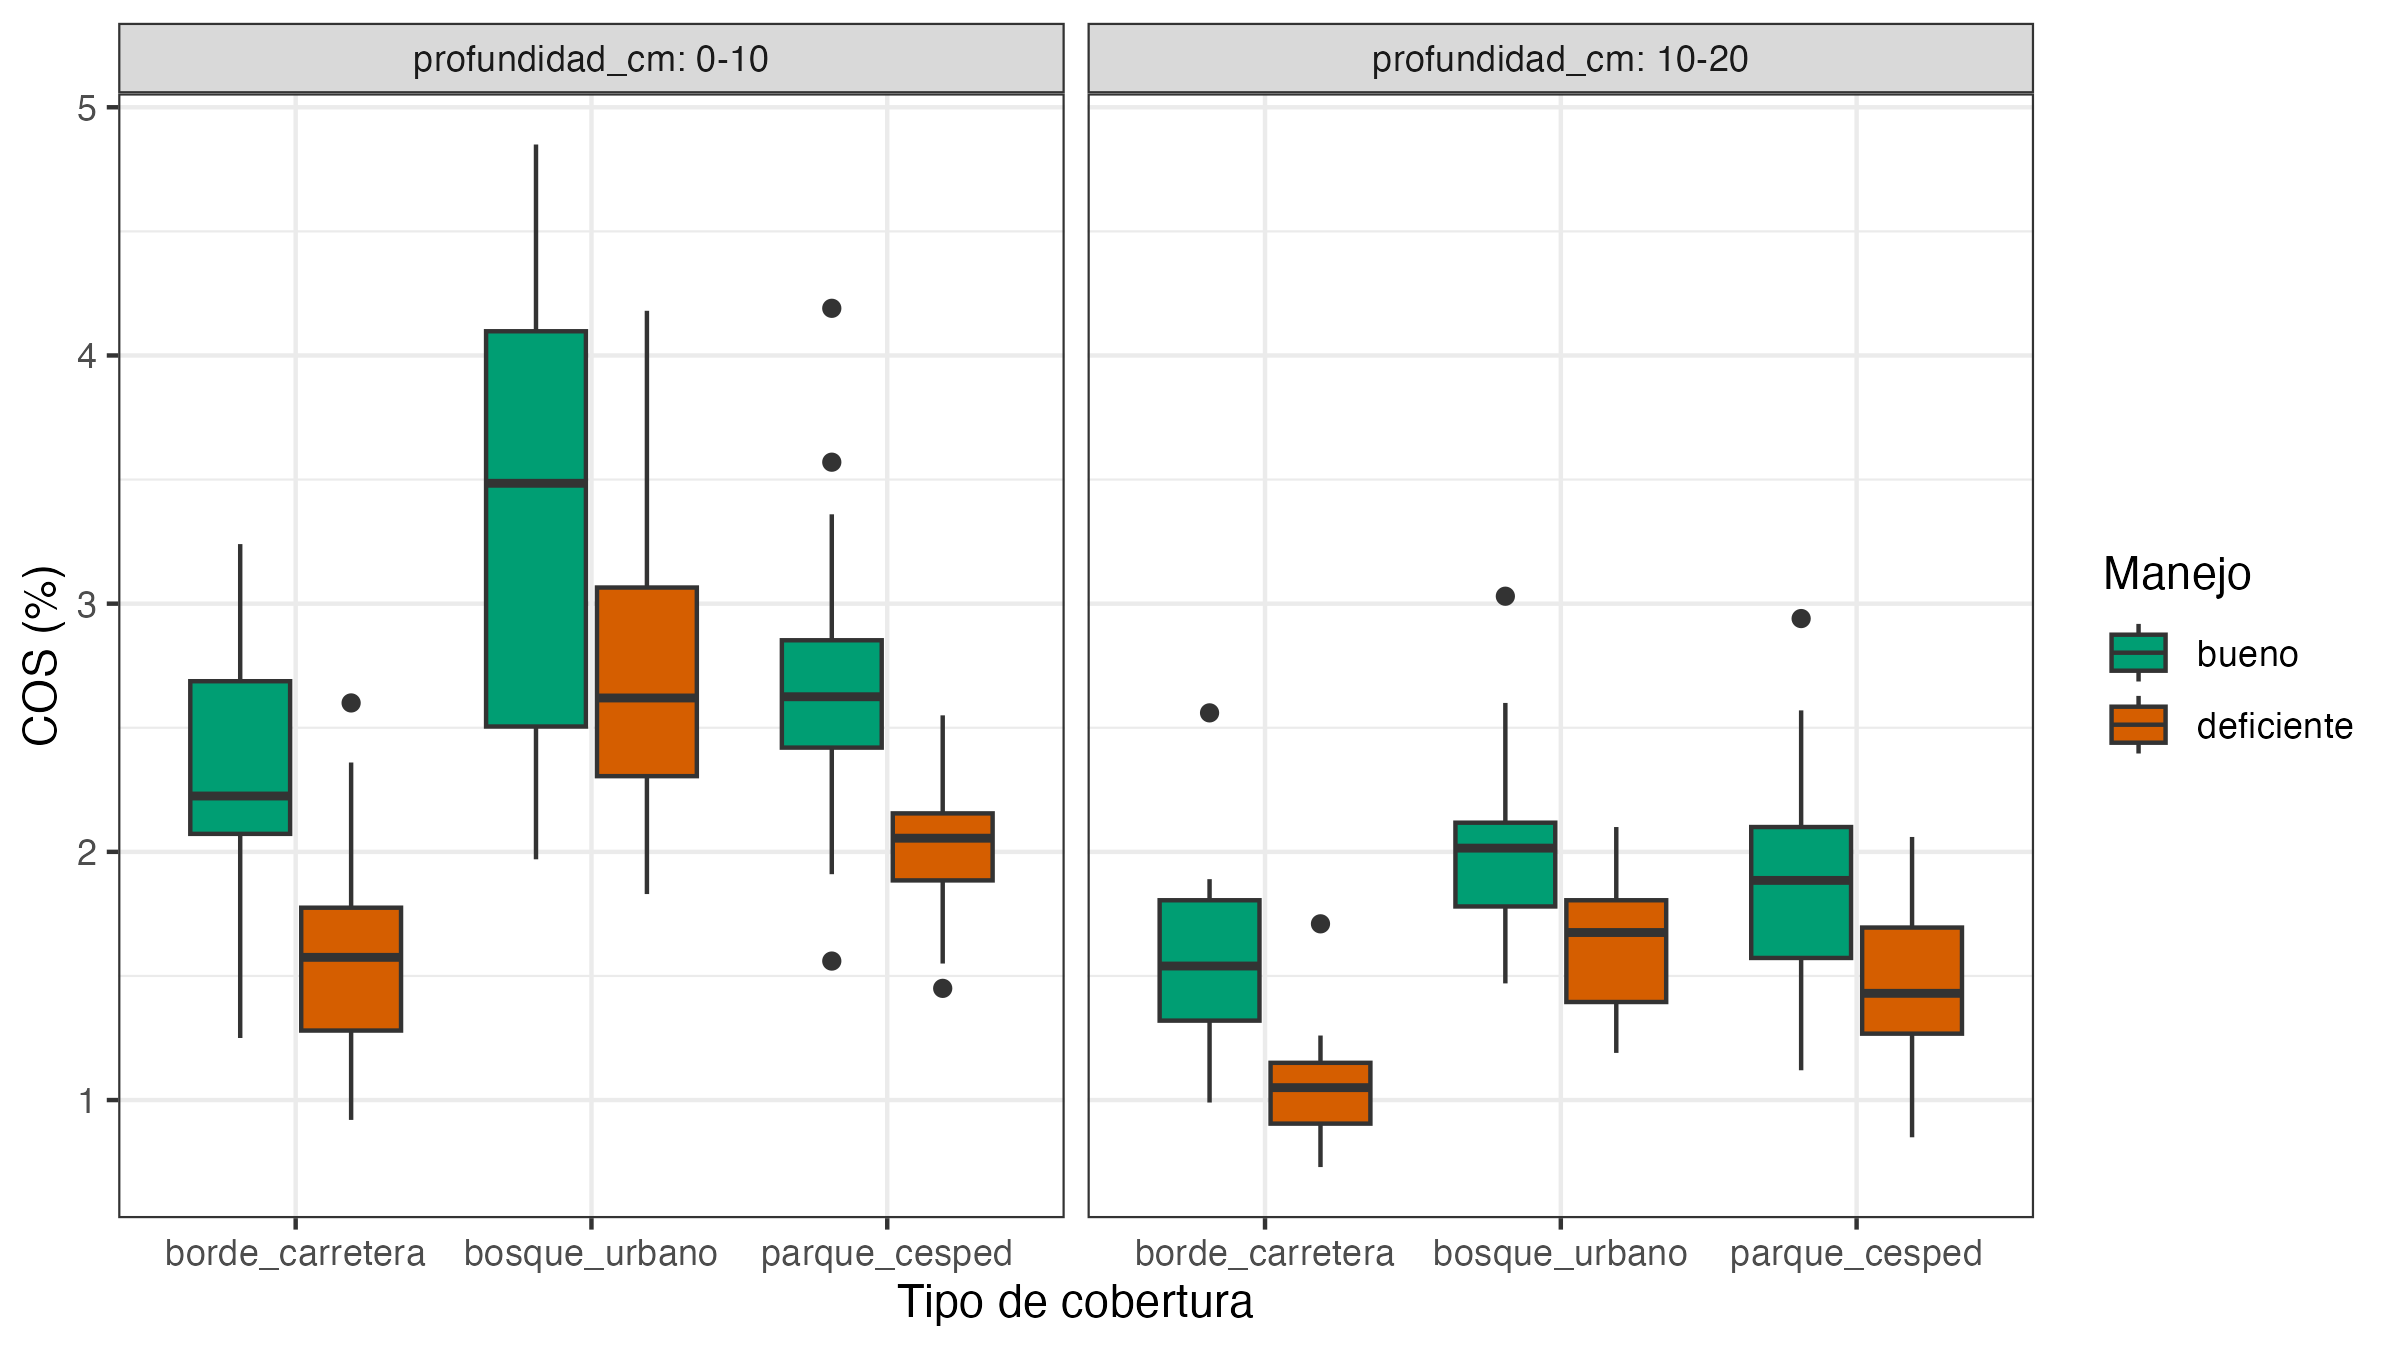 profundidad_cm: 0-10
profundidad_cm: 10-20
COS (%)
5
4
3
2
1
borde_carretera
bosque_urbano
parque_cesped
borde_carretera
bosque_urbano
parque_cesped
Tipo de cobertura
Manejo
bueno
deficiente